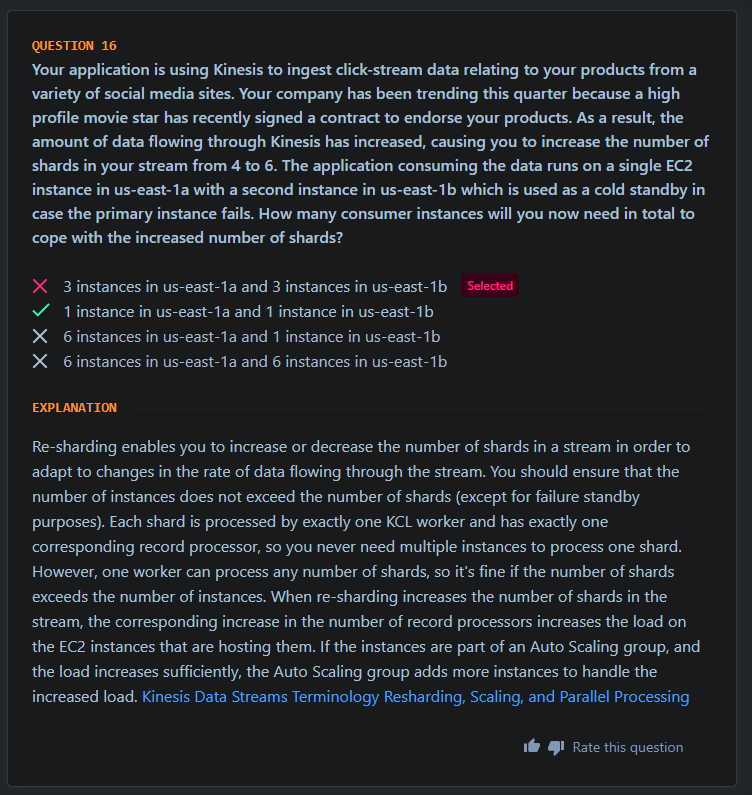 QUESTION 16
Your application is using Kinesis to ingest click-stream data relating to your products from a
variety of social media sites. Your company has been trending this quarter because a high
profile movie star has recently signed a contract to endorse your products. As a result, the
amount of data flowing through Kinesis has increased, causing you to increase the number of
shards in your stream from 4 to 6. The application consuming the data runs on a single EC2
instance in us-east-1a with a second instance in us-east-1b which is used as a cold standby in
case the primary instance fails. How many consumer instances will you now need in total to
cope with the increased number of shards?
3 instances in us-east-1a and 3 instances in us-east-1b Selected
1 instance in us-east-1a and 1 instance in us-east-1b
6 instances in us-east-1a and 1 instance in us-east-1b
6 instances in us-east-1a and 6 instances in us-east-1b
EXPLANATION
Re-sharding enables you to increase or decrease the number of shards in a stream in order to
adapt to changes in the rate of data flowing through the stream. You should ensure that the
number of instances does not exceed the number of shards (except for failure standby
purposes). Each shard is processed by exactly one KCL worker and has exactly one
corresponding record processor, so you never need multiple instances to process one shard.
However, one worker can process any number of shards, so it's fine if the number of shards
exceeds the number of instances. When re-sharding increases the number of shards in the
stream, the corresponding increase in the number of record processors increases the load on
the EC2 instances that are hosting them. If the instances are part of an Auto Scaling group, and
the load increases sufficiently, the Auto Scaling group adds more instances to handle the
increased load. Kinesis Data Streams Terminology Resharding, Scaling, and Parallel Processing
Rate this question